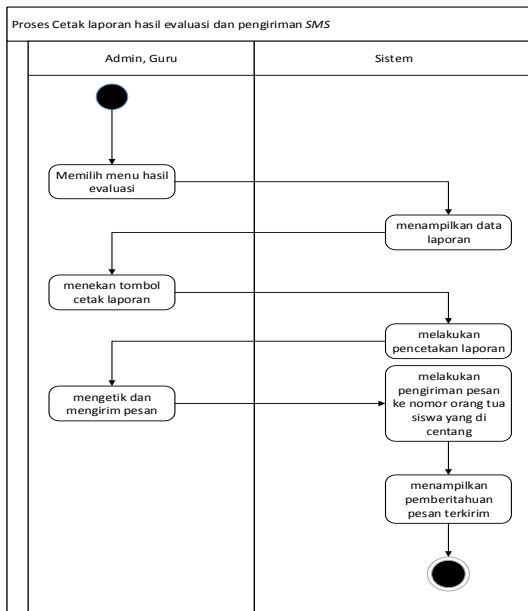 Proses Cetak laporan hasil evaluasi dan pengiriman SMS
Admin, Guru
Sistem
Memilih menu hasil
evaluasi
menampilkan data
laporan
menekan tombol
cetak laporan
melakukan
pencetakan laporan
mengetik dan
mengirim pesan
melakukan
pengiriman pesan
ke nomor orang tua
siswa yang di
centang
menampilkan
pemberitahuan
pesan terkirim